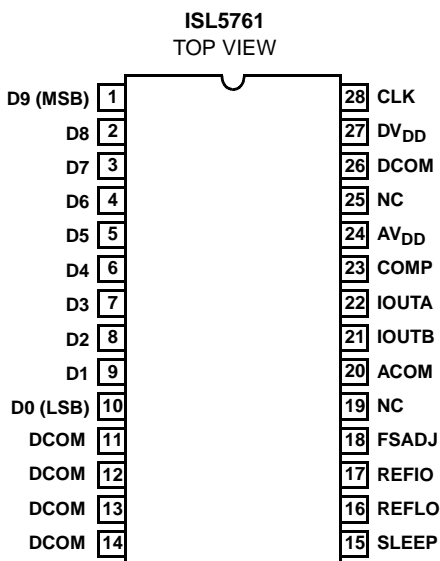 ISL5761
TOP VIEW
D9 (MSB) 1 28 CLK
D8 2 27 DVDD
D7 3 26 DCOM
D6 4 25 NC
D5 5 24 AVDD
D4 6 23 COMP
D3 7 22 IOUTA
D2 8 21 IOUTB
D1 9 20 ACOM
D0 (LSB) 10 19 NC
DCOM 11 18 FSADJ
DCOM 12 17 REFIO
DCOM 13 16 REFLO
DCOM 14 15 SLEEP